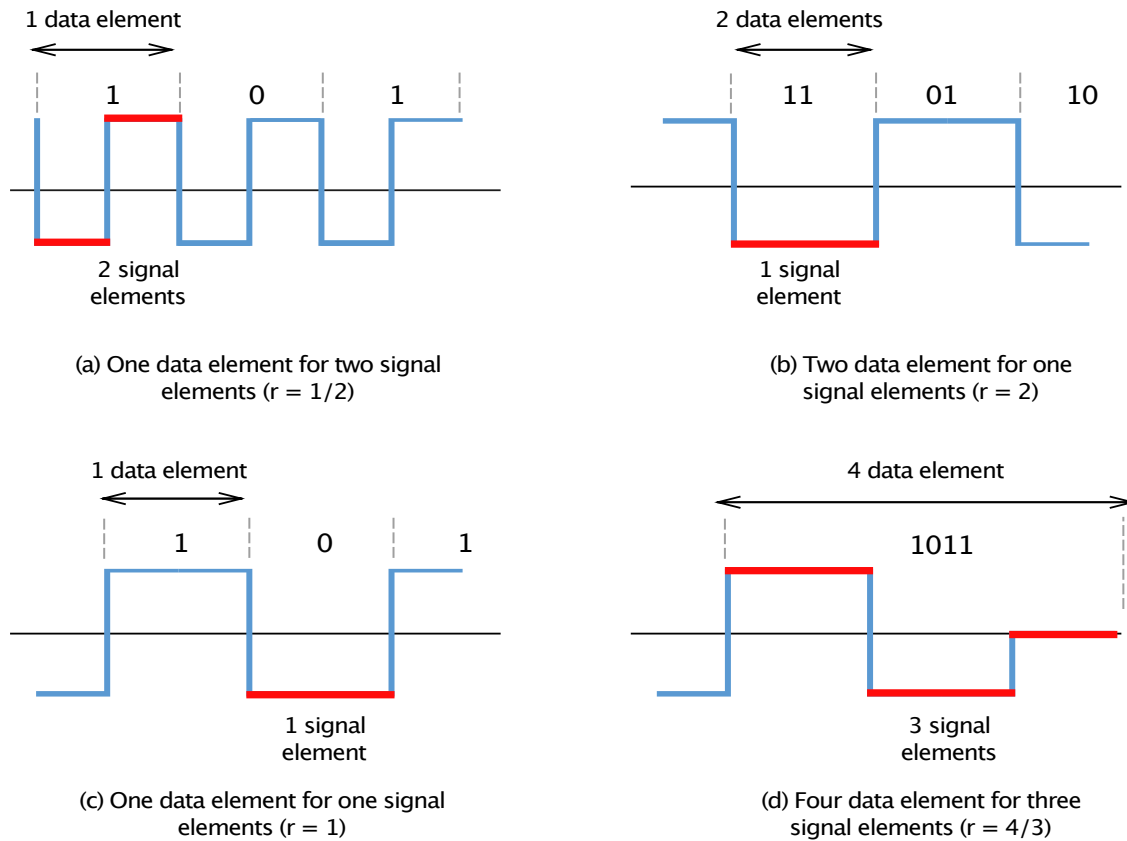 1 data element
1 0 1
2 signal
elements
(a) One data element for two signal
elements (r = 1/2)
2 data elements
11 01 10
1 signal
element
(b) Two data element for one
signal elements (r = 2)
1 data element
1 0 1
1 signal
element
(c) One data element for one signal
elements (r = 1)
4 data element
1011
3 signal
elements
(d) Four data element for three
signal elements (r = 4/3)